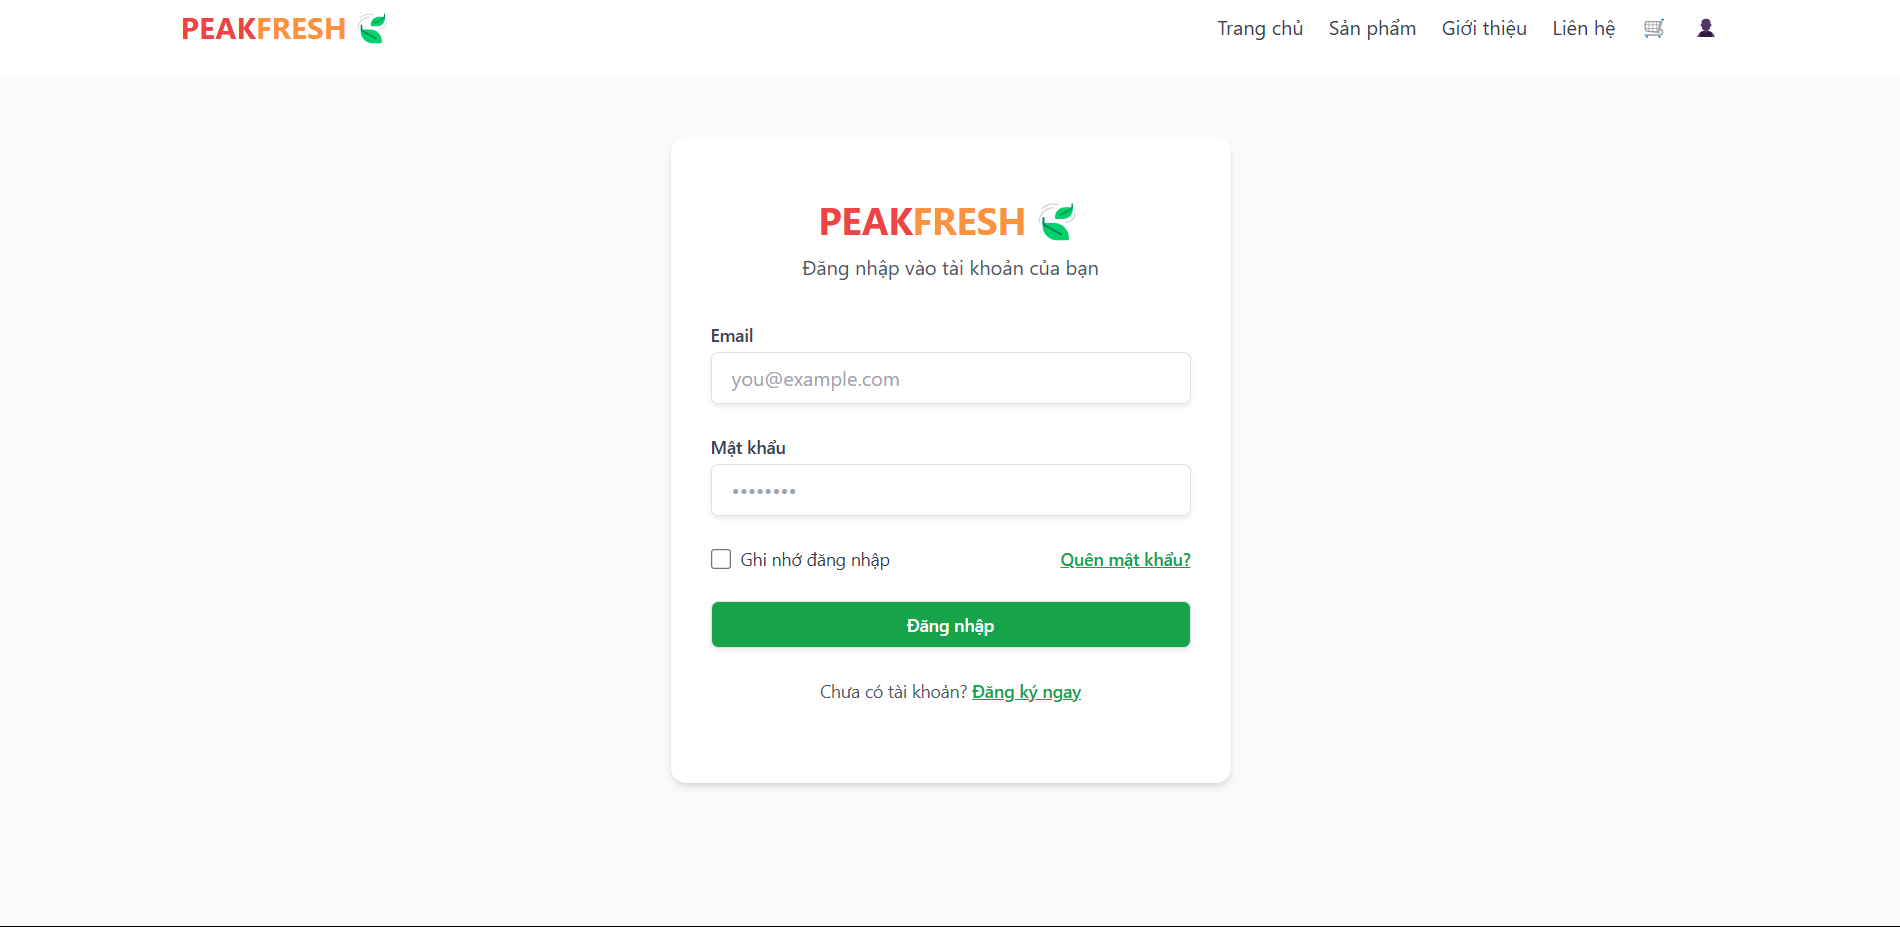 PEAKFRESH
Trang chủ Sản phẩm Giới thiệu Liên hệ
PEAKFRESH
Đăng nhập vào tài khoản của bạn
Email
you@example.com
Mật khẩu
••••••••
Ghi nhớ đăng nhập Quên mật khẩu?
Đăng nhập
Chưa có tài khoản? Đăng ký ngay